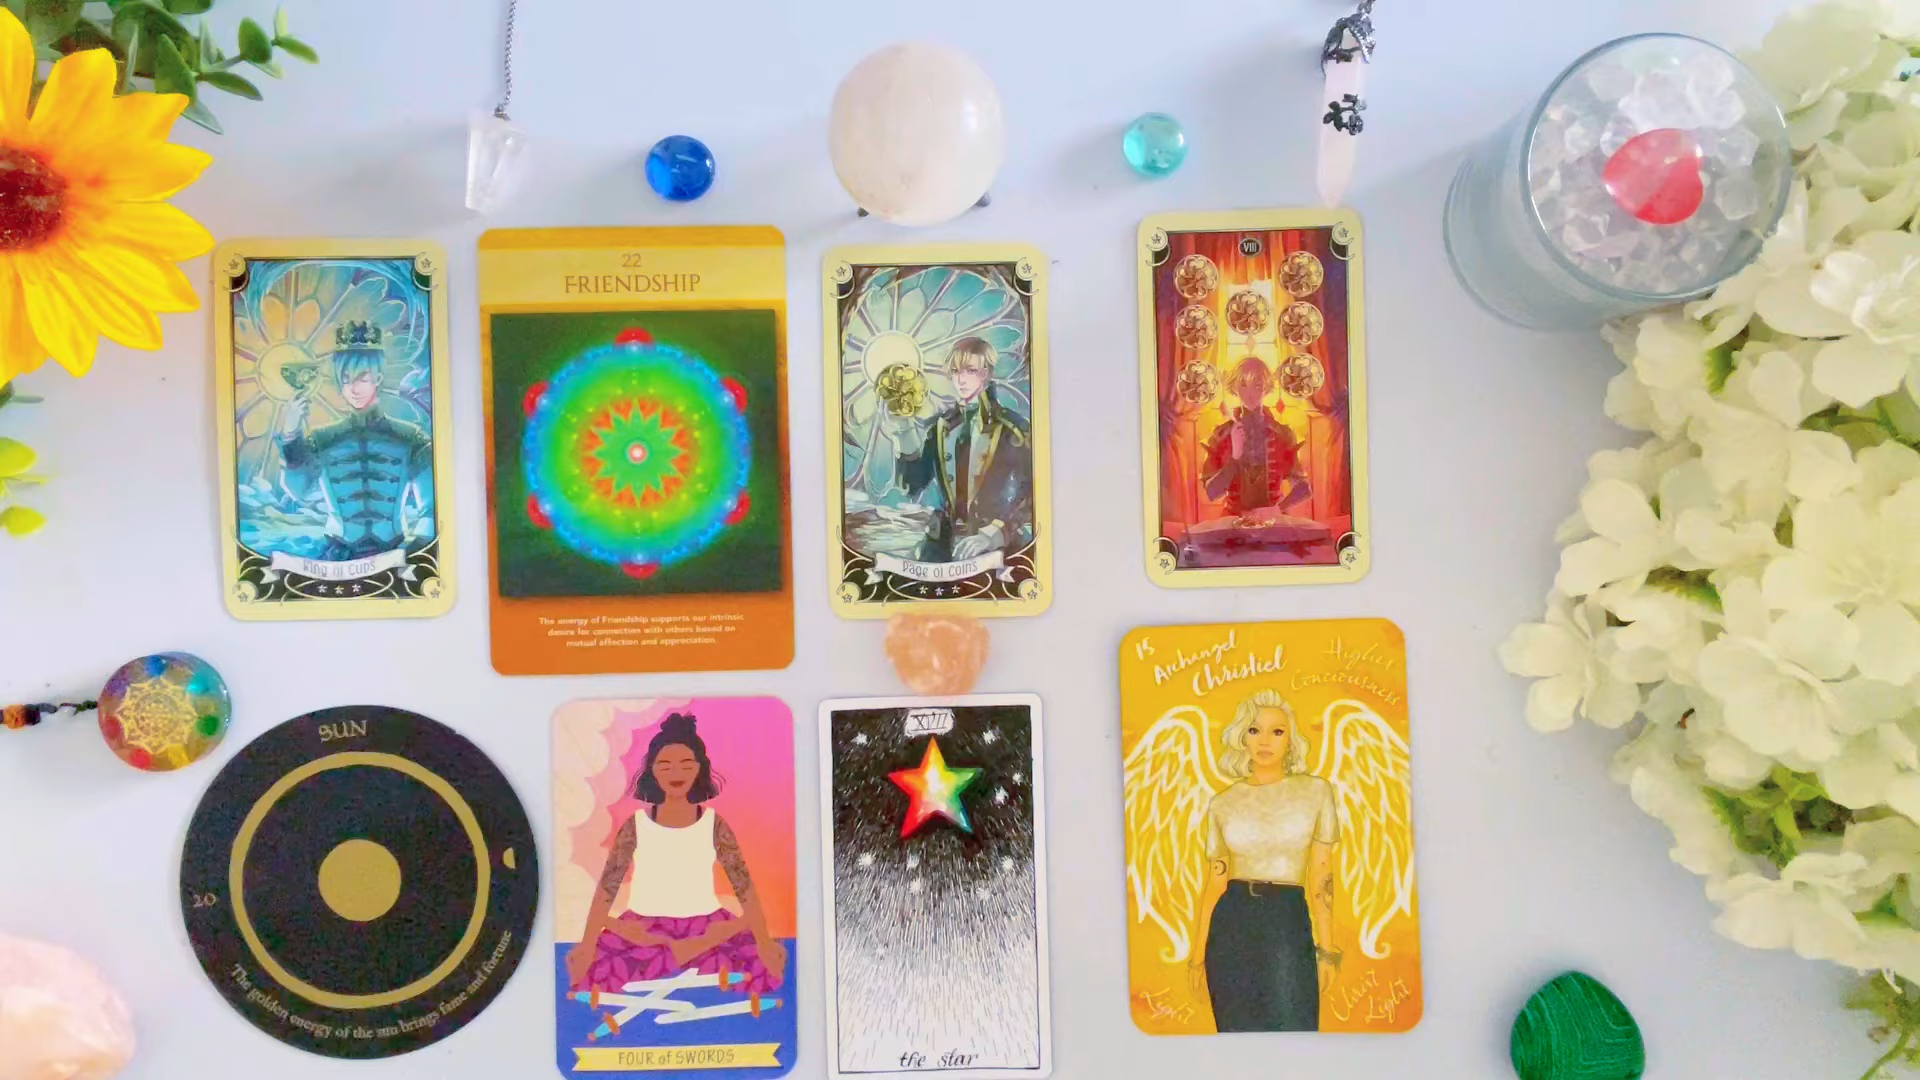 King of Cups
22
FRIENDSHIP
The energy of Friendship supports our intrinsic
desire for connection with others based on
mutual affection and appreciation.
Page of Coins
VIII
SUN
20
The golden energy of the sun brings fame and fortune
FOUR of SWORDS
XVII
the star
15
Archangel
Christiel
Higher
Conciousness
Light
Christ
Light